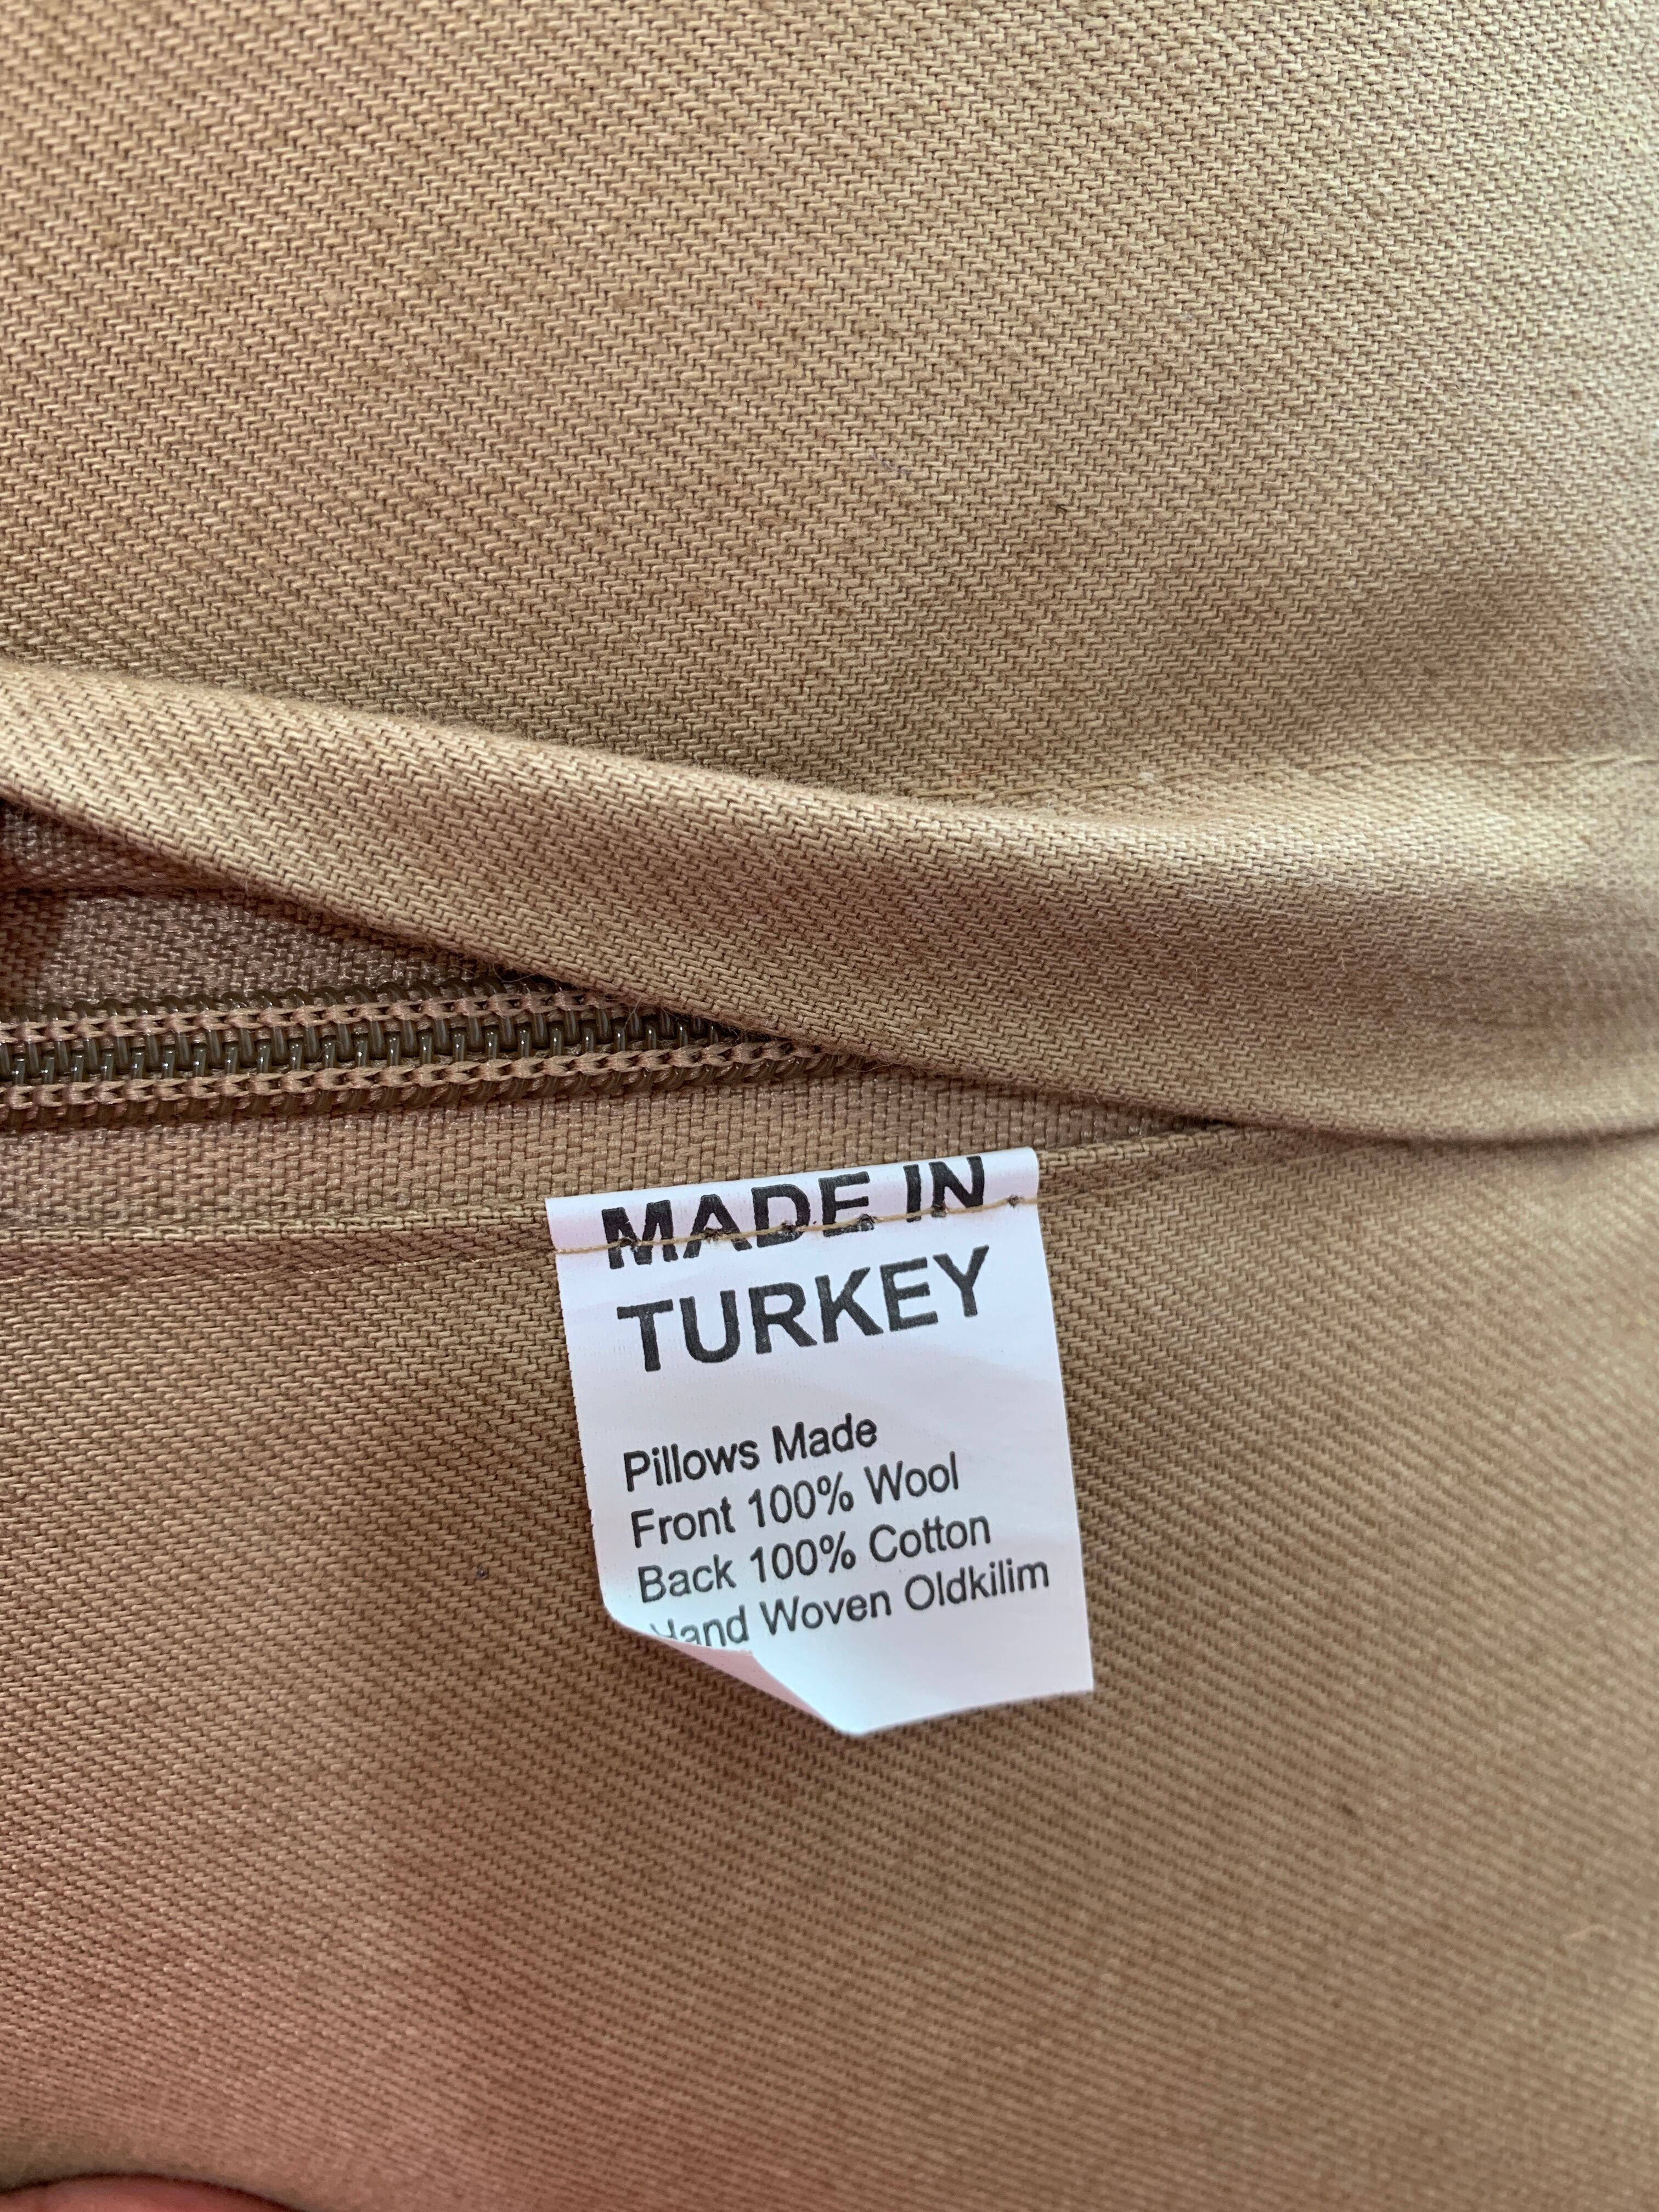 MADE IN
TURKEY
Pillows Made
Front 100% Wool
Back 100% Cotton
Hand Woven Oldkilim